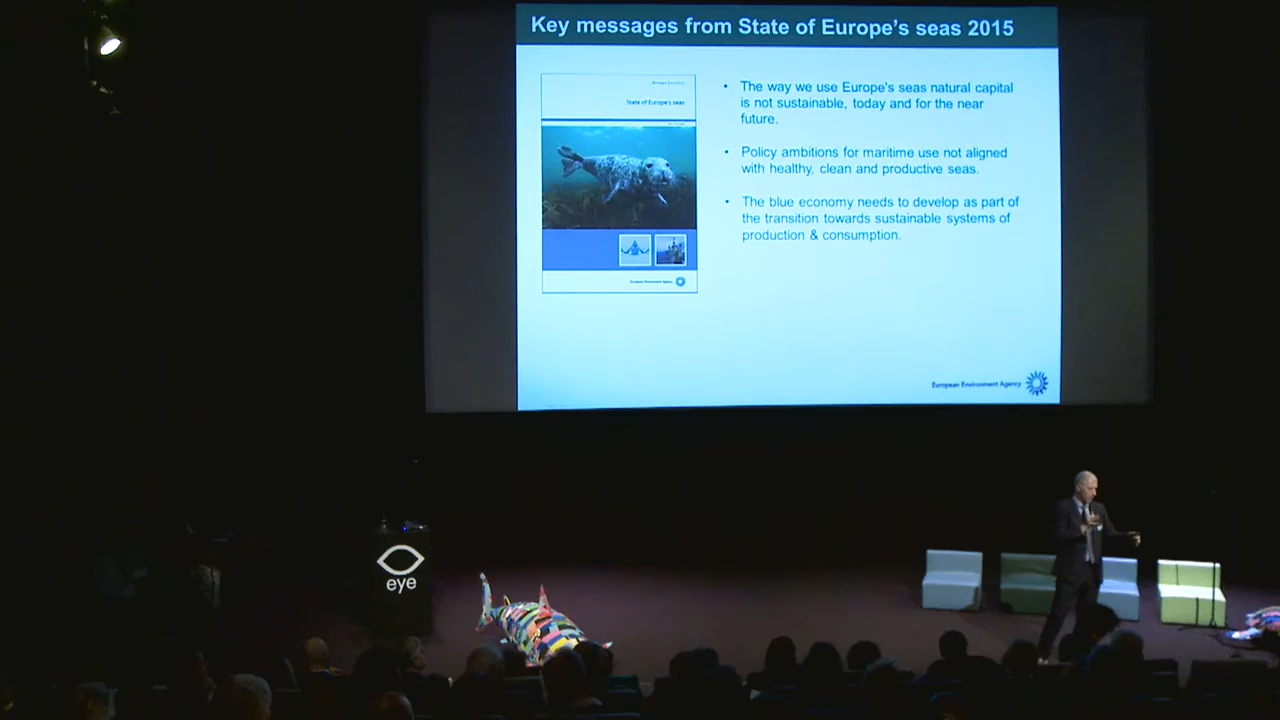 Key messages from State of Europe's seas 2015
State of Europe's seas
• The way we use Europe's seas natural capital
is not sustainable, today and for the near
future.
• Policy ambitions for maritime use not aligned
with healthy, clean and productive seas.
• The blue economy needs to develop as part of
the transition towards sustainable systems of
production & consumption.
European Environment Agency
European Environment Agency
eye